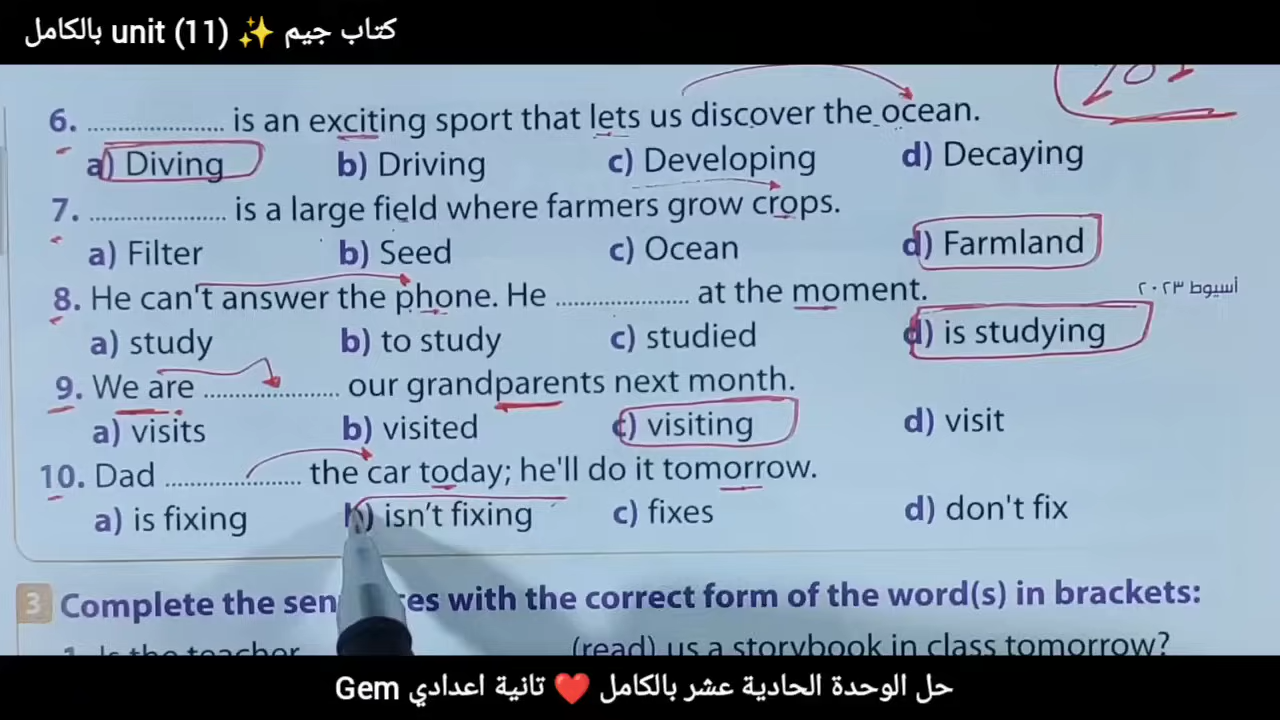 كتاب جيم ✨ unit (11) بالكامل
6. .................... is an exciting sport that lets us discover the ocean.
a) Diving b) Driving c) Developing d) Decaying
7. .................... is a large field where farmers grow crops.
a) Filter b) Seed c) Ocean d) Farmland
8. He can't answer the phone. He .................... at the moment. أسيوط ٢٠٢٣
a) study b) to study c) studied d) is studying
9. We are .................... our grandparents next month.
a) visits b) visited c) visiting d) visit
10. Dad .................... the car today; he'll do it tomorrow.
a) is fixing b) isn't fixing c) fixes d) don't fix
3 Complete the sen es with the correct form of the word(s) in brackets:
1. Is the teacher (read) us a storybook in class tomorrow?
حل الوحدة الحادية عشر بالكامل ❤️ تانية اعدادي Gem